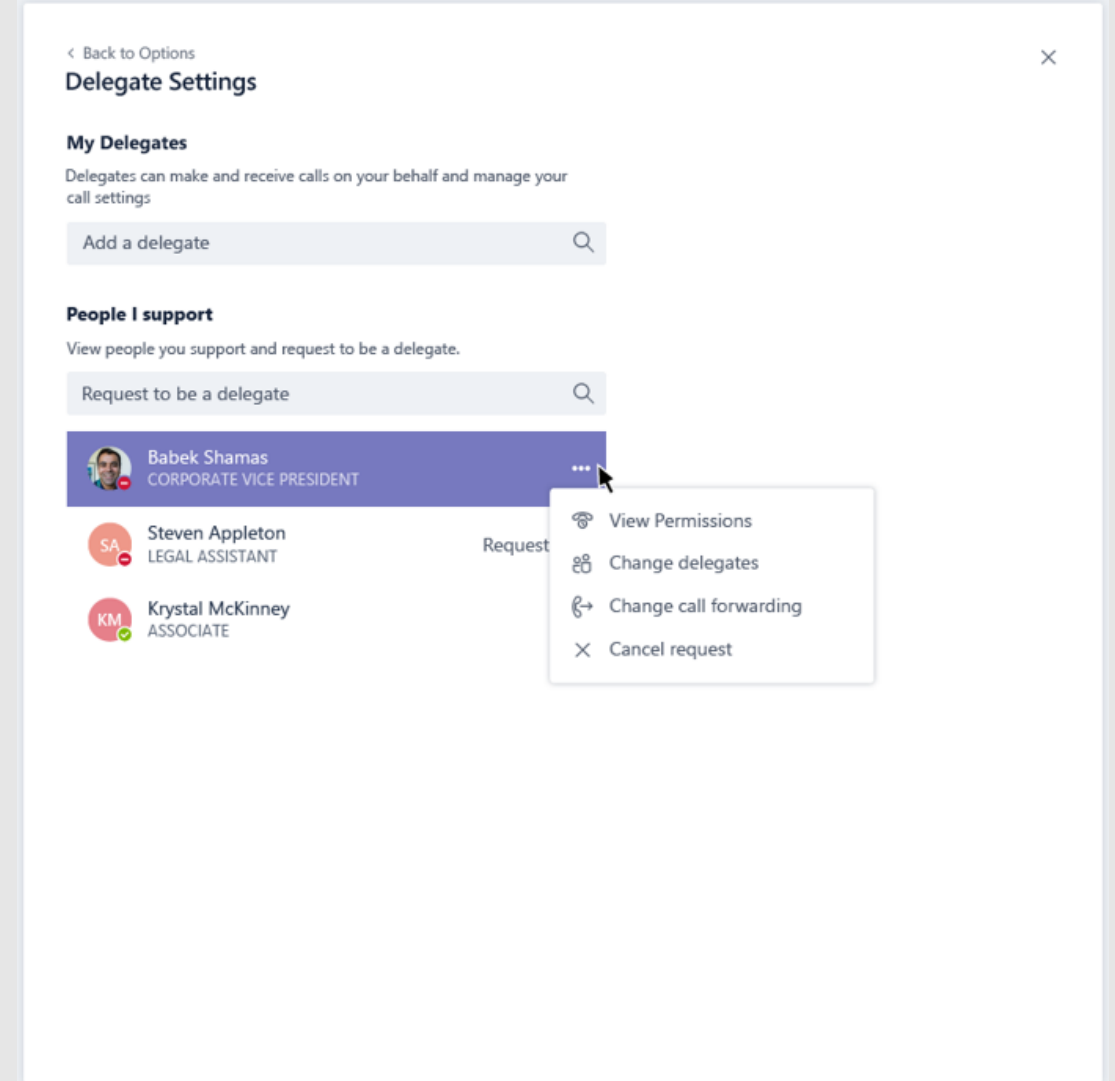 Back to Options
Delegate Settings
My Delegates
Delegates can make and receive calls on your behalf and manage your
call settings
Add a delegate
People I support
View people you support and request to be a delegate.
Request to be a delegate
Babek Shamas
CORPORATE VICE PRESIDENT
SA
Steven Appleton
LEGAL ASSISTANT
Request
KM
Krystal McKinney
ASSOCIATE
View Permissions
Change delegates
Change call forwarding
Cancel request